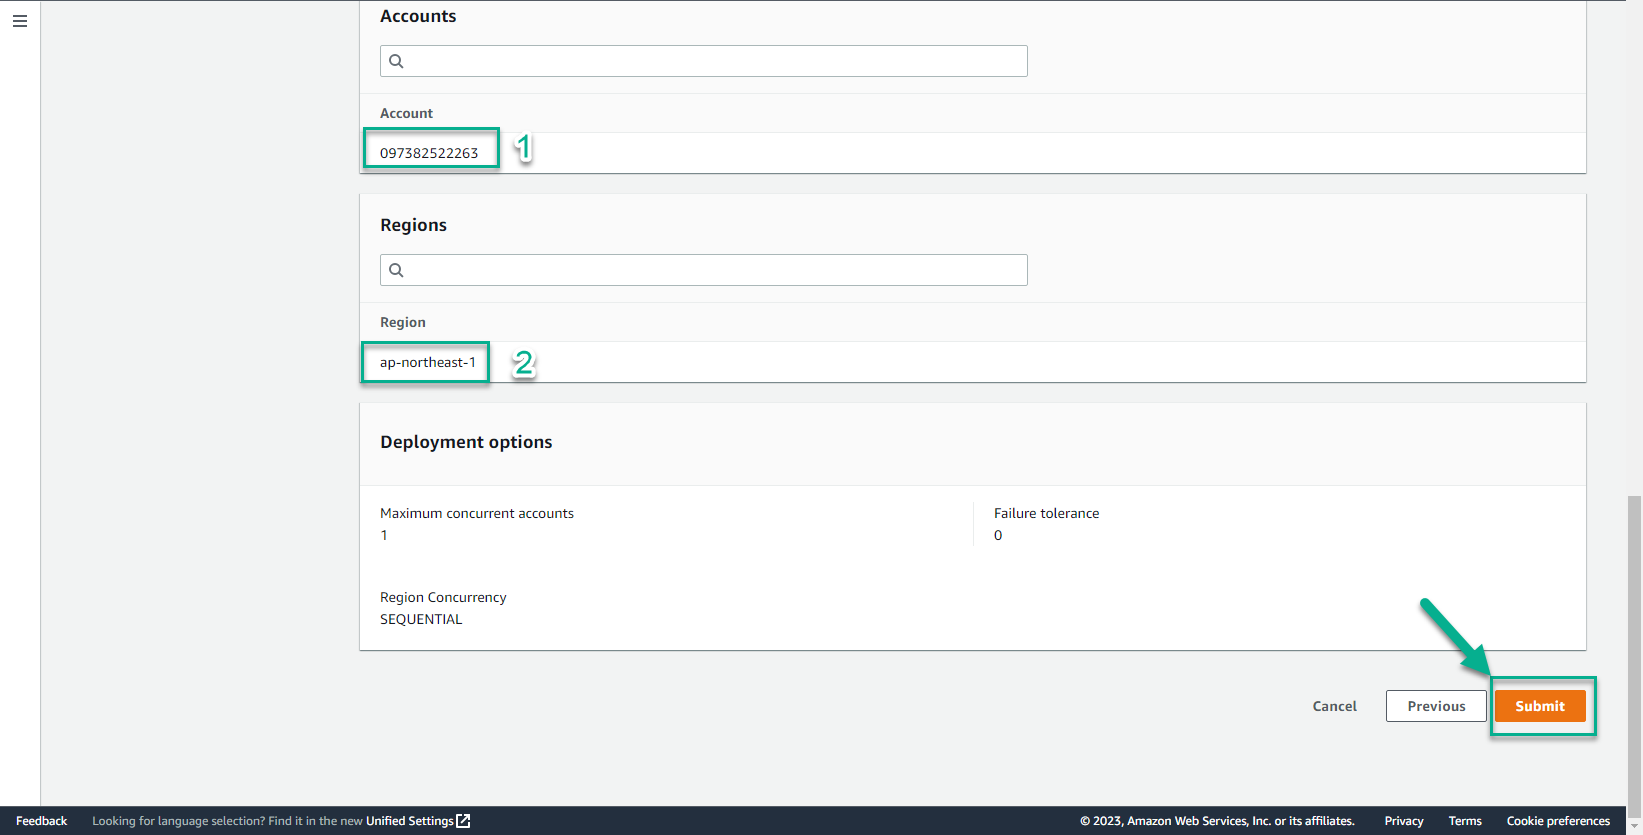 Accounts
Account
097382522263
1
Regions
Region
ap-northeast-1
2
Deployment options
Maximum concurrent accounts
1
Failure tolerance
0
Region Concurrency
SEQUENTIAL
Cancel
Previous
Submit
Feedback
Looking for language selection? Find it in the new Unified Settings
© 2023, Amazon Web Services, Inc. or its affiliates.
Privacy
Terms
Cookie preferences